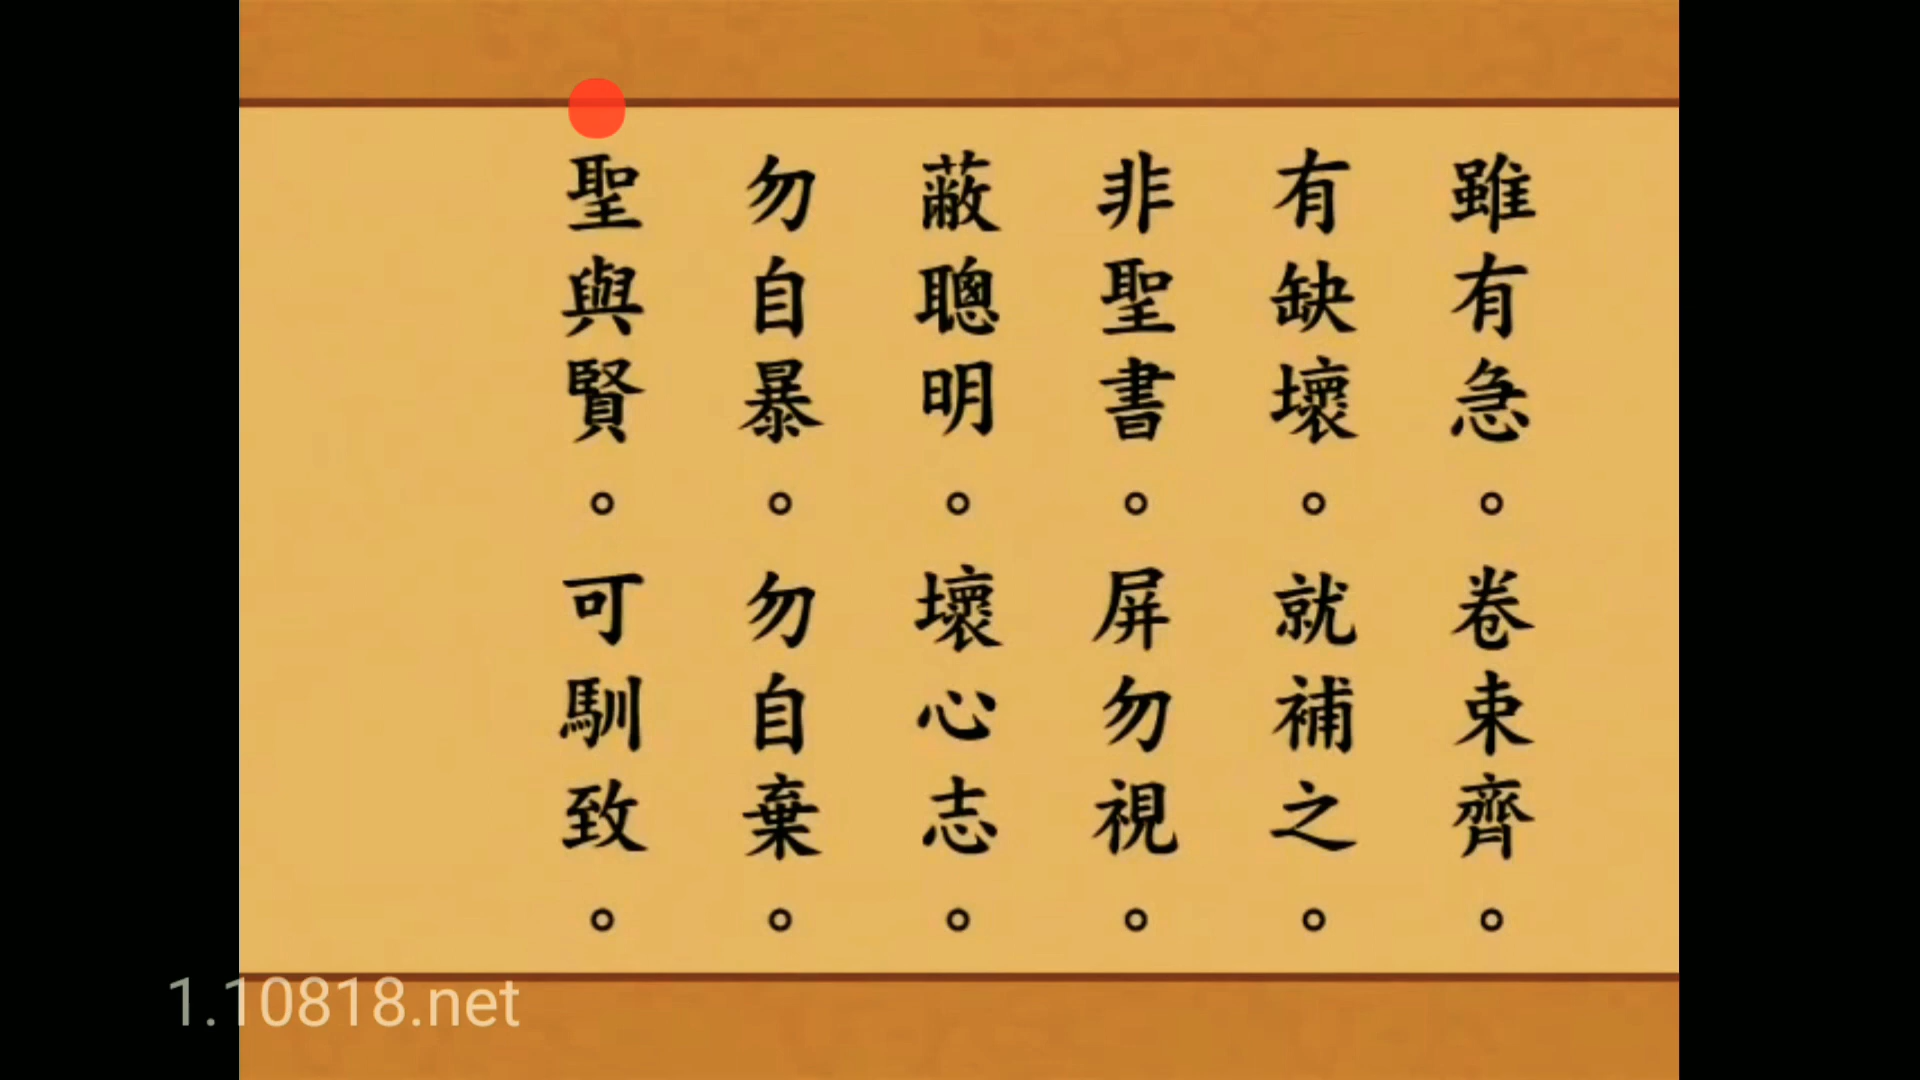 雖有急。卷束齊。
有缺壞。就補之。
非聖書。屏勿視。
蔽聰明。壞心志。
勿自暴。勿自棄。
聖與賢。可馴致。
1.10818.net